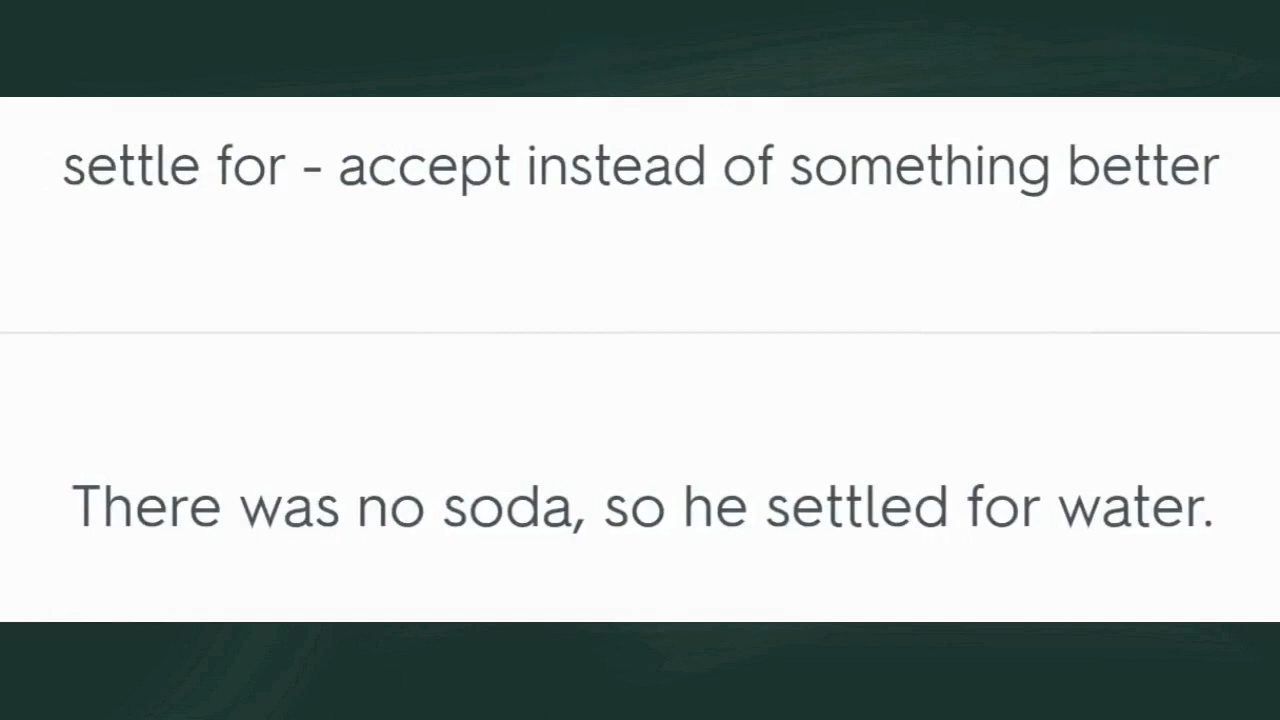 settle for - accept instead of something better
There was no soda, so he settled for water.